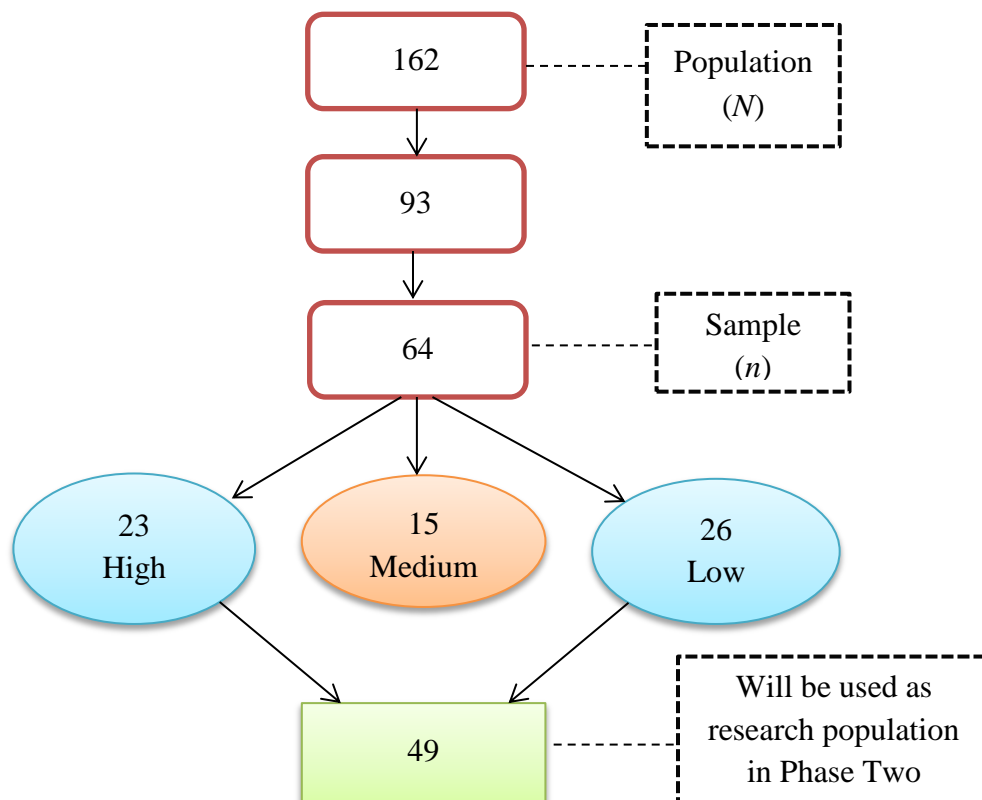 162
Population
(N)
93
64
Sample
(n)
23
High
15
Medium
26
Low
49
Will be used as
research population
in Phase Two